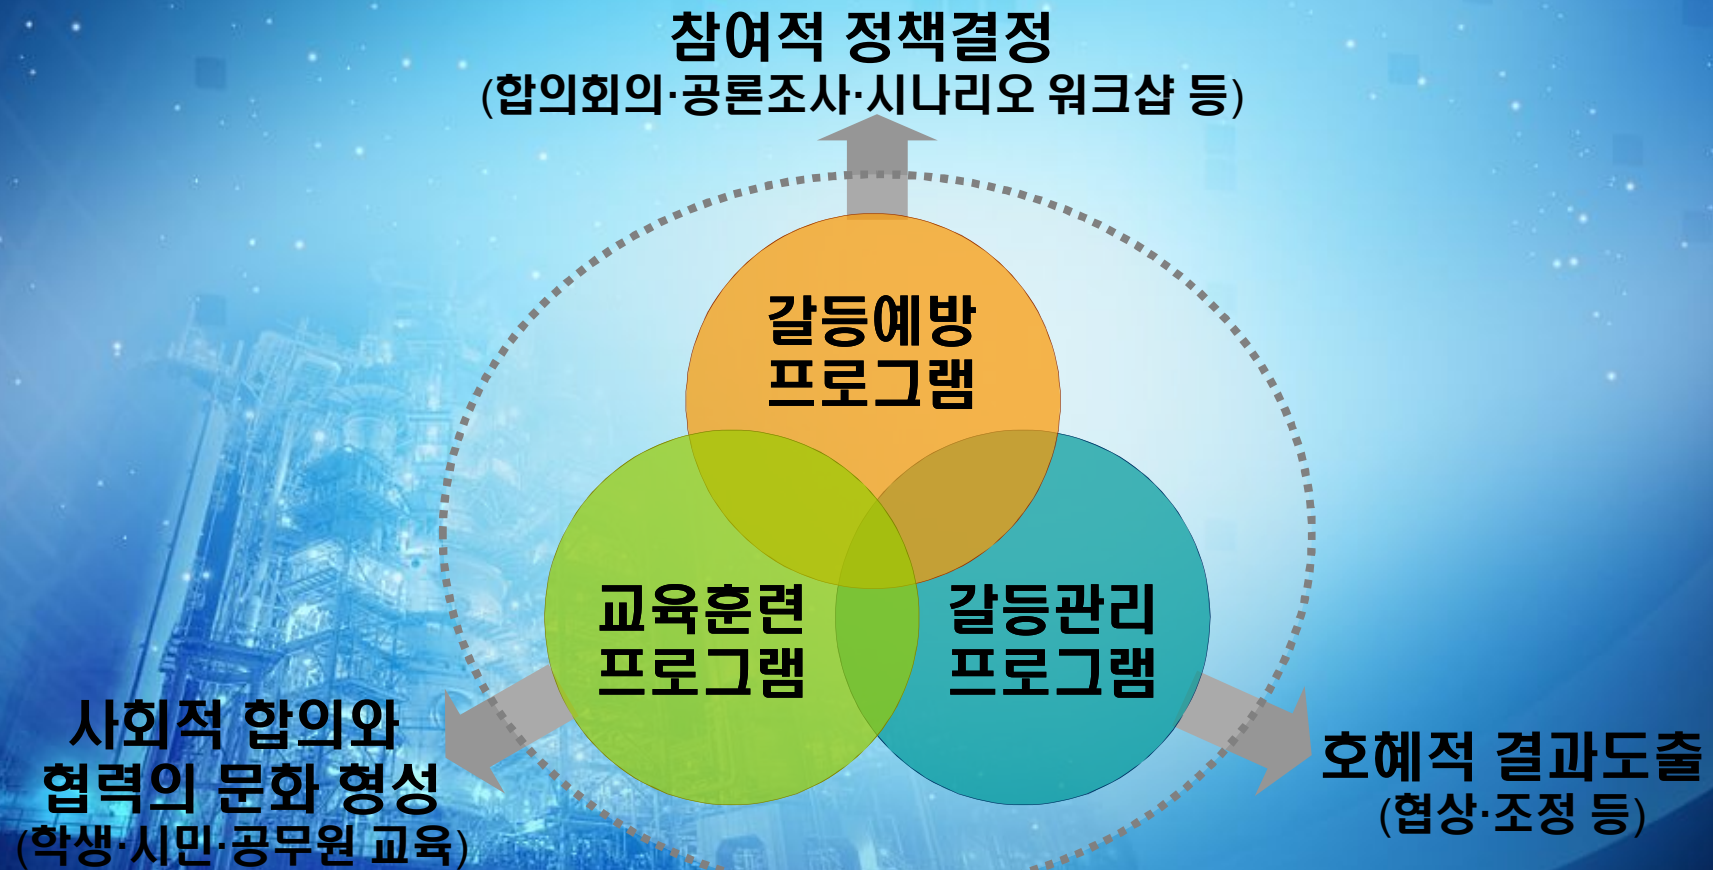 참여적 정책결정
(합의회의·공론조사·시나리오 워크샵 등)
갈등예방
프로그램
교육훈련
프로그램
갈등관리
프로그램
사회적 합의와
협력의 문화 형성
(학생·시민·공무원 교육)
호혜적 결과도출
(협상·조정 등)